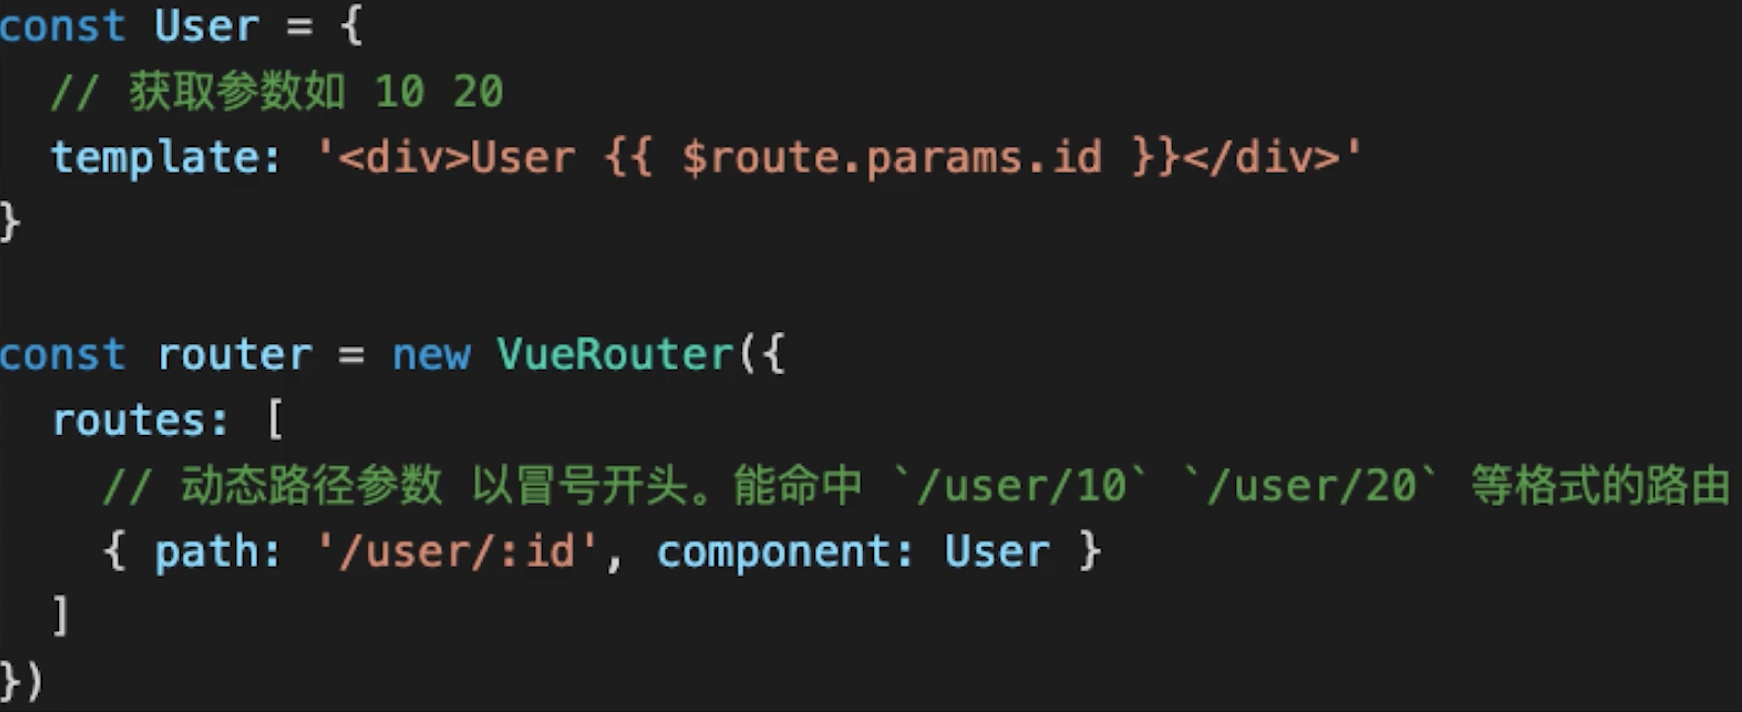 const User = {
  // 获取参数如 10 20
  template: '<div>User {{ $route.params.id }}</div>'
}
const router = new VueRouter({
  routes: [
    // 动态路径参数 以冒号开头。能命中 `/user/10` `/user/20` 等格式的路由
    { path: '/user/:id', component: User }
  ]
})